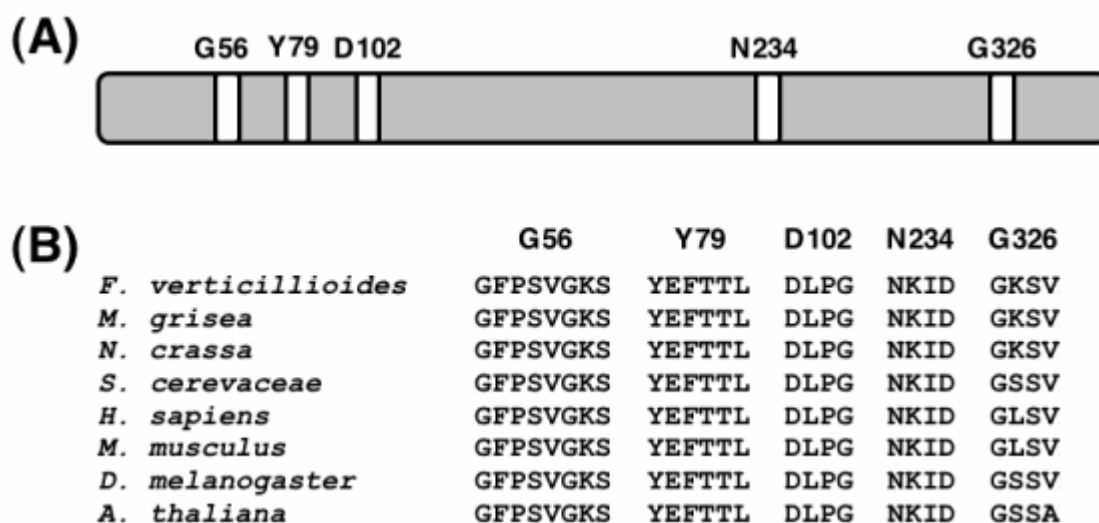 (A)
G56 Y79 D102 N234 G326
(B)
G56 Y79 D102 N234 G326
F. verticillioides GFPSVGKS YEFTTL DLPG NKID GKSV
M. grisea GFPSVGKS YEFTTL DLPG NKID GKSV
N. crassa GFPSVGKS YEFTTL DLPG NKID GKSV
S. cerevaceae GFPSVGKS YEFTTL DLPG NKID GSSV
H. sapiens GFPSVGKS YEFTTL DLPG NKID GLSV
M. musculus GFPSVGKS YEFTTL DLPG NKID GLSV
D. melanogaster GFPSVGKS YEFTTL DLPG NKID GSSV
A. thaliana GFPSVGKS YEFTTL DLPG NKID GSSA